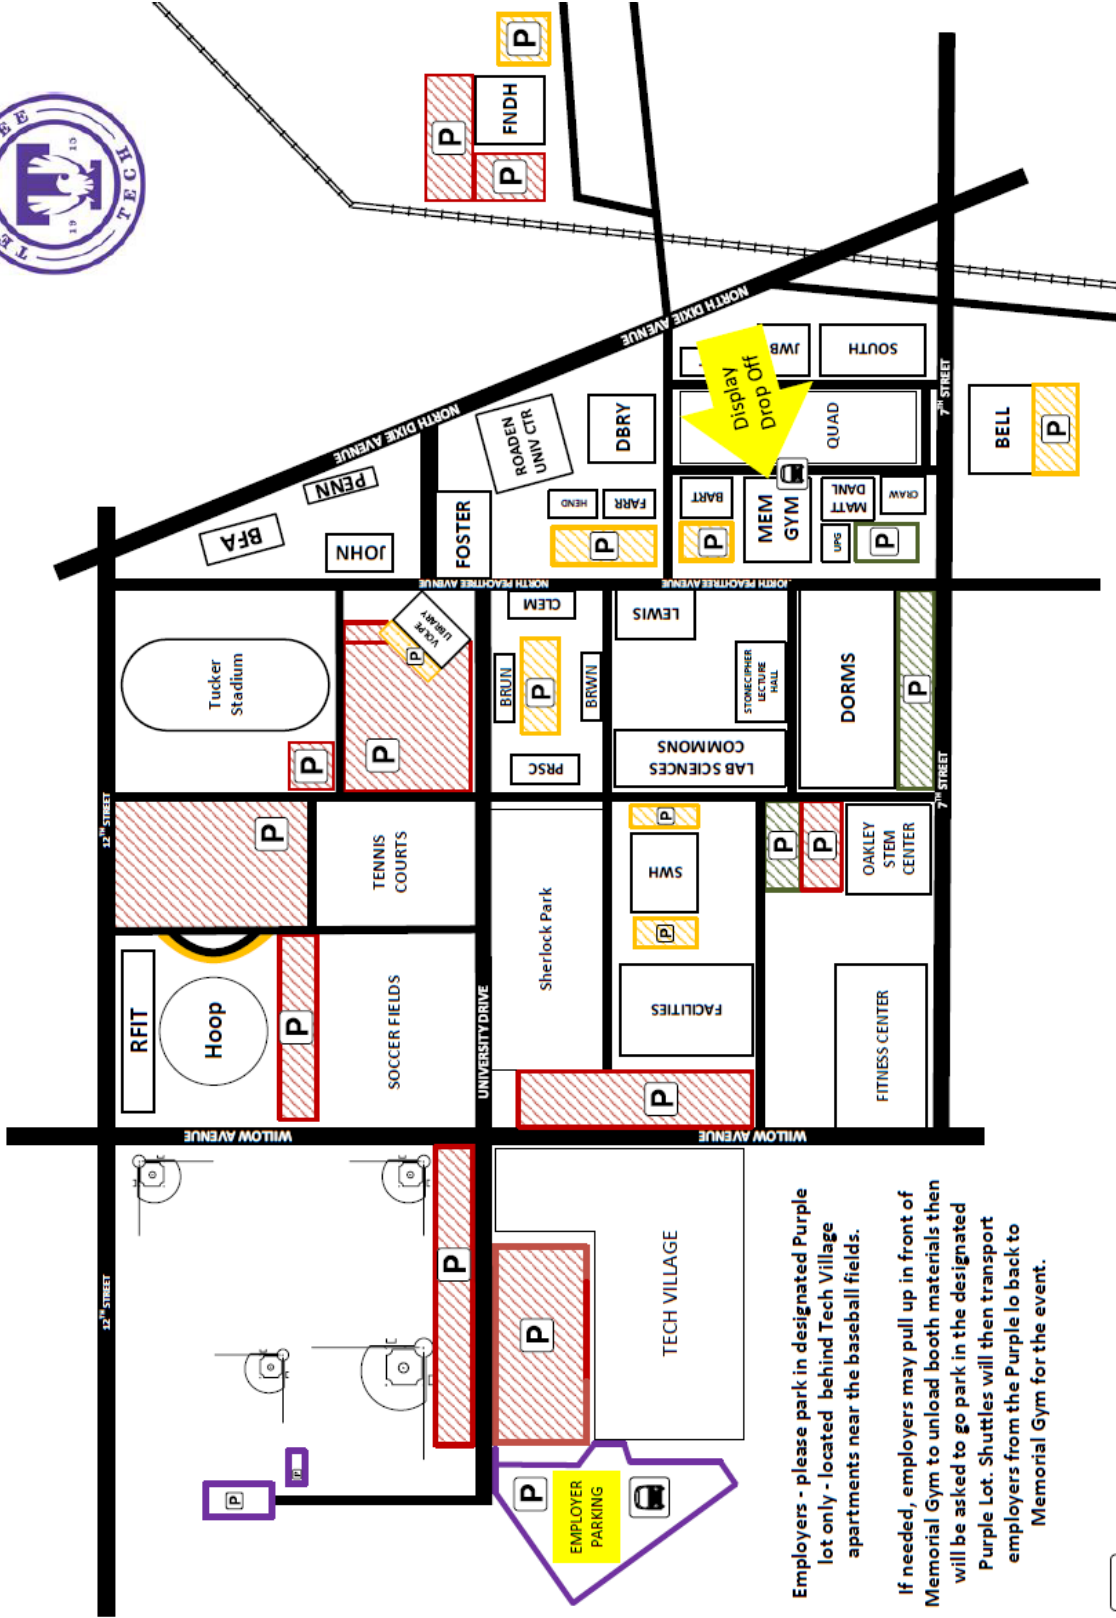 TECH
TE
EE
19 15
T
P
P
FNDH
P
NORTH DIXIE AVENUE
NORTH DIXIE AVENUE
Display
Drop Off
JWB
SOUTH
7TH STREET
QUAD
BELL
P
ROADEN
UNIV CTR
DBRY
PENN
BFA
JOHN
FOSTER
HEND
FARR
BART
MEM
GYM
MATT
DANL
CRAW
UPG
P
P
P
NORTH PEACHTREE AVENUE
NORTH PEACHTREE AVENUE
Tucker
Stadium
VOLPE
LIBRARY
P
P
P
CLEM
BRUN
P
BRWN
PRSC
LEWIS
STONECIPHER
LECTURE
HALL
LAB SCIENCES
COMMONS
DORMS
P
12TH STREET
7TH STREET
P
TENNIS
COURTS
Sherlock Park
P
SWH
P
P
P
OAKLEY
STEM
CENTER
RFIT
Hoop
P
SOCCER FIELDS
UNIVERSITY DRIVE
FACILITIES
P
FITNESS CENTER
WILLOW AVENUE
WILLOW AVENUE
12TH STREET
P
P
TECH VILLAGE
P
P
P
EMPLOYER
PARKING
Employers - please park in designated Purple
lot only - located behind Tech Village
apartments near the baseball fields.
If needed, employers may pull up in front of
Memorial Gym to unload booth materials then
will be asked to go park in the designated
Purple Lot. Shuttles will then transport
employers from the Purple lo back to
Memorial Gym for the event.